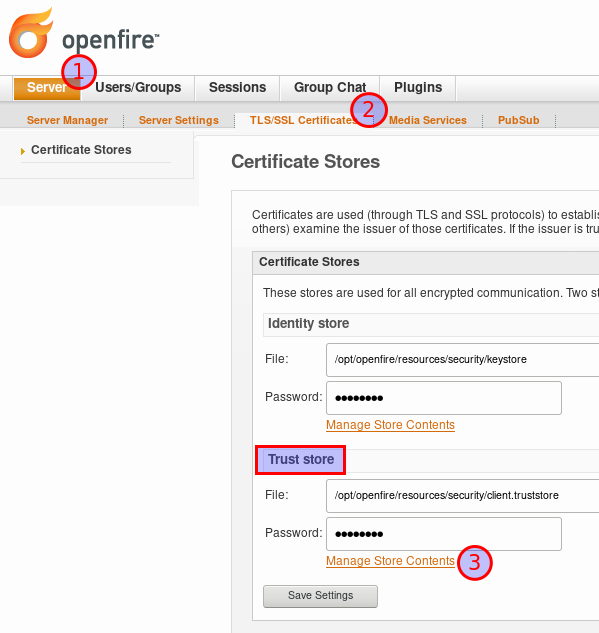 openfire™
1
Server Users/Groups Sessions Group Chat Plugins
2
Server Manager Server Settings TLS/SSL Certificates Media Services PubSub
Certificate Stores
Certificate Stores
Certificates are used (through TLS and SSL protocols) to establis
others) examine the issuer of those certificates. If the issuer is tru
Certificate Stores
These stores are used for all encrypted communication. Two st
Identity store
File: /opt/openfire/resources/security/keystore
Password: ●●●●●●●●
Manage Store Contents
Trust store
File: /opt/openfire/resources/security/client.truststore
Password: ●●●●●●●●
Manage Store Contents 3
Save Settings